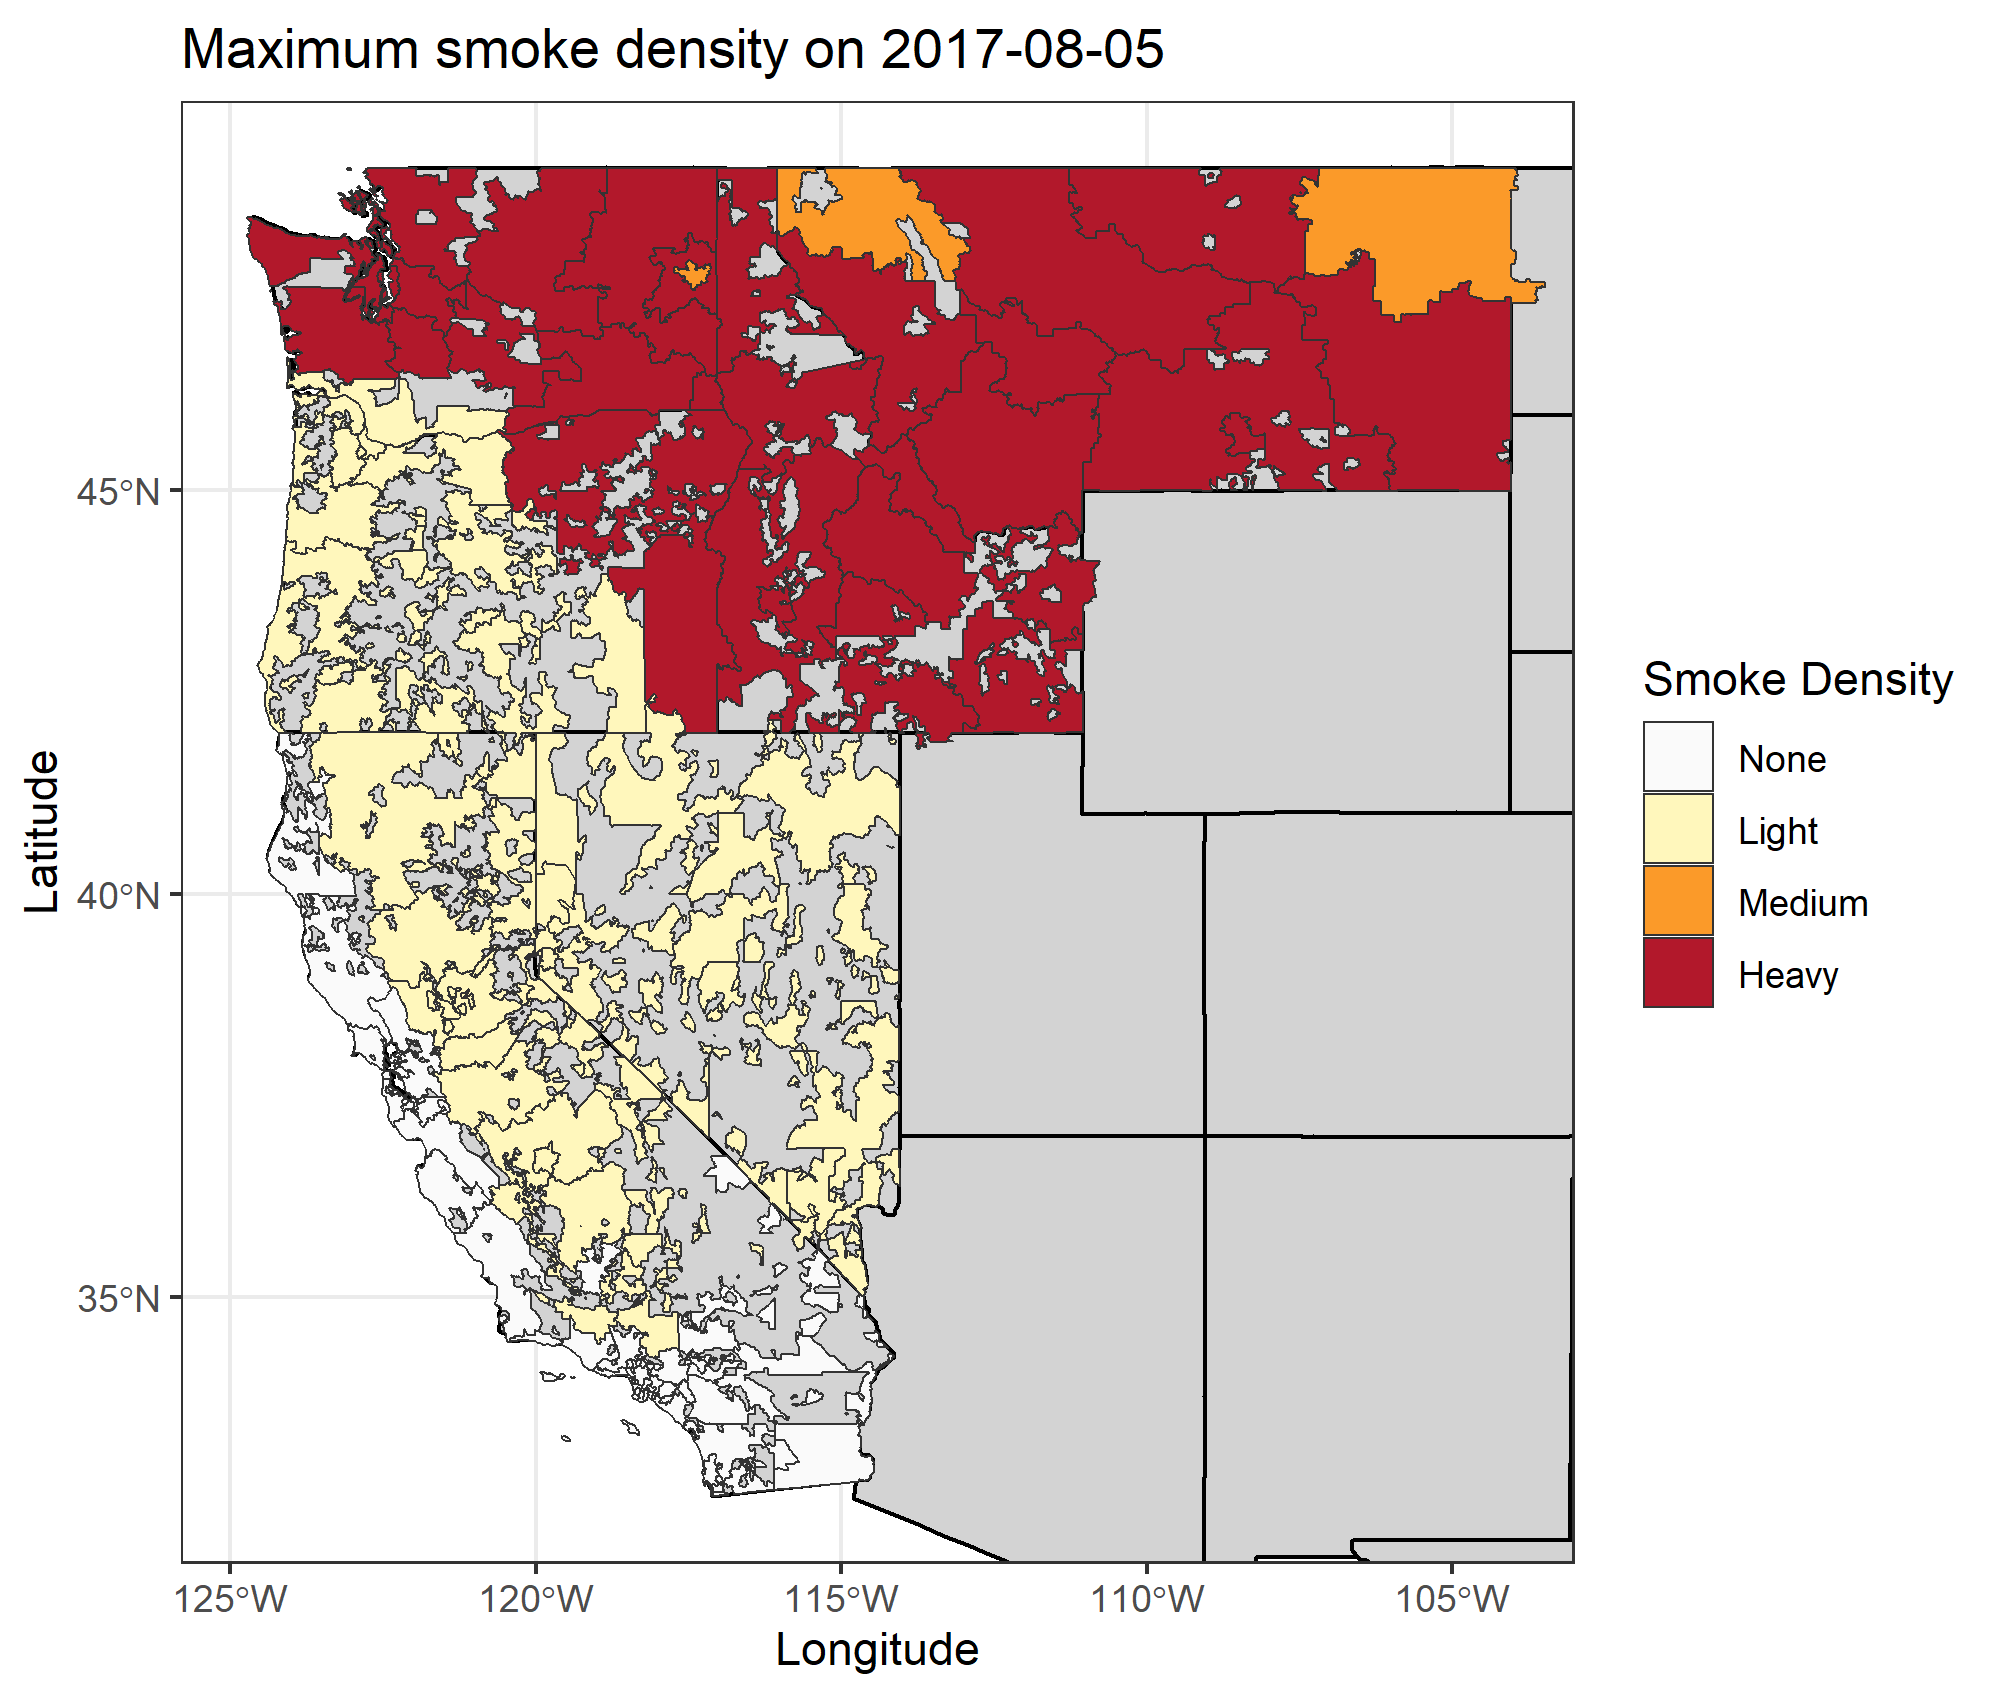 Maximum smoke density on 2017-08-05
Latitude
45°N
40°N
35°N
125°W
120°W
115°W
110°W
105°W
Longitude
Smoke Density
None
Light
Medium
Heavy